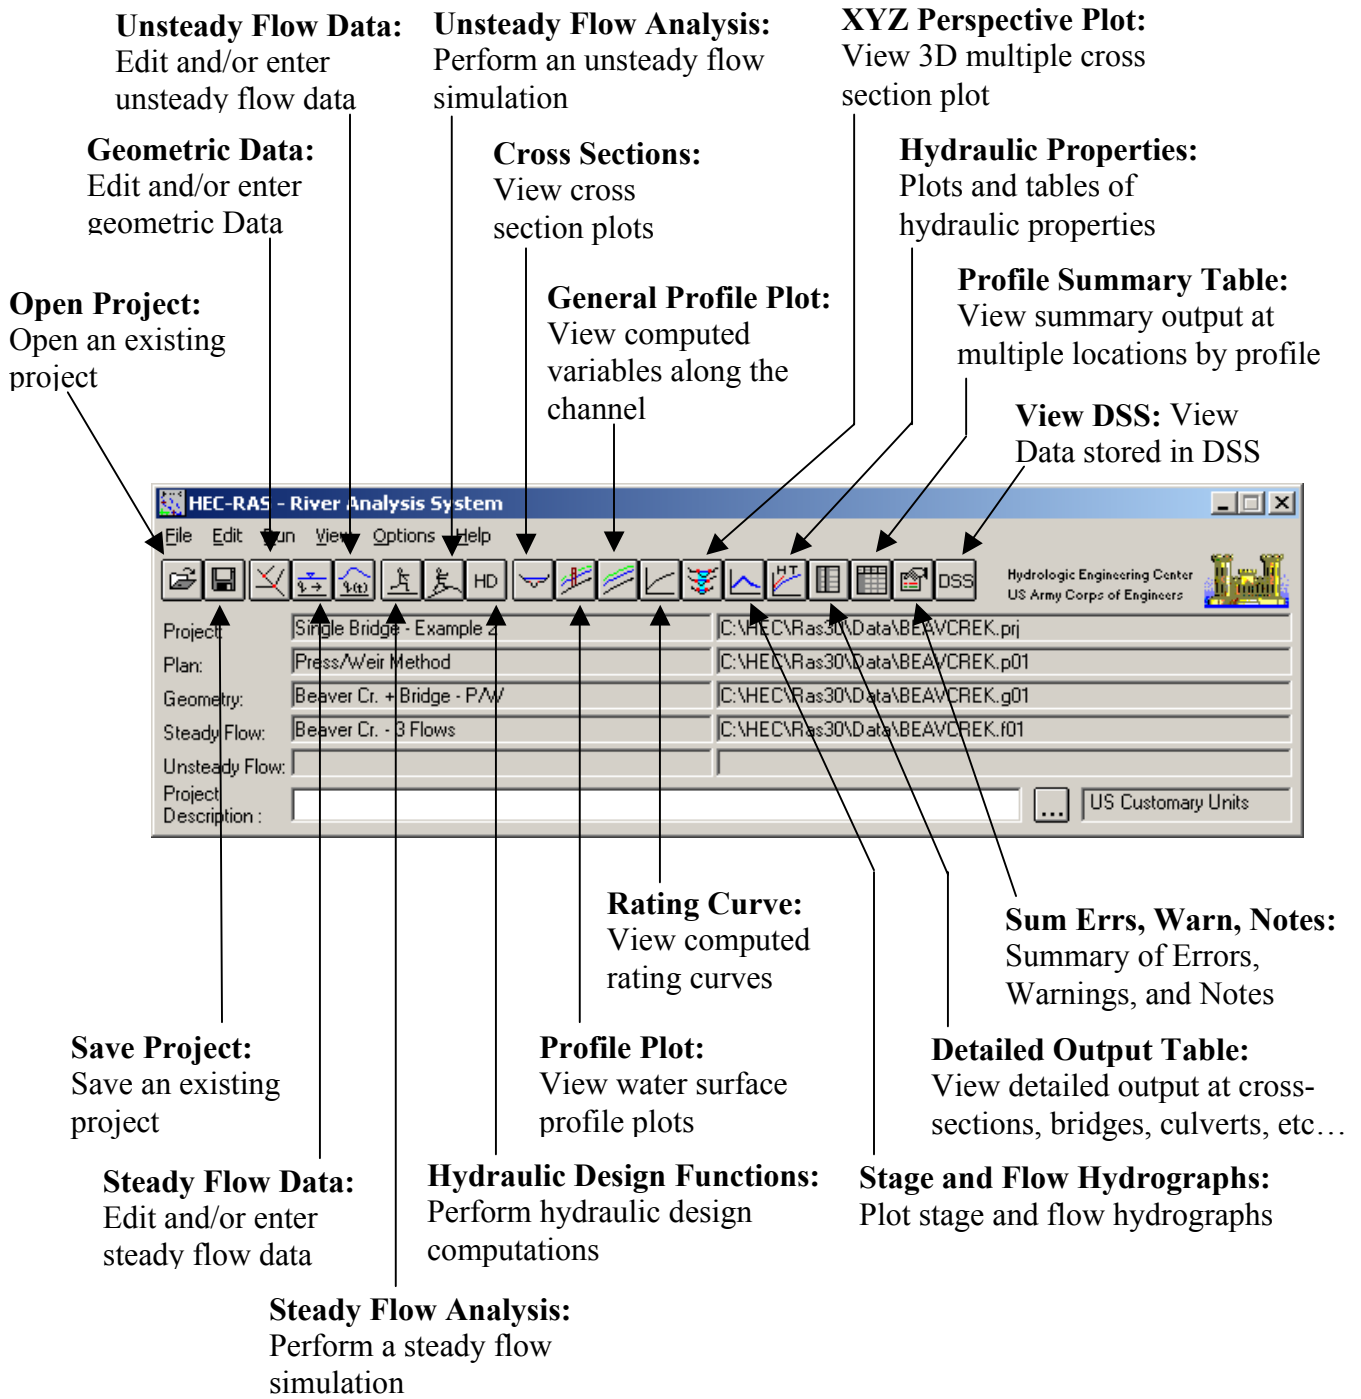 Unsteady Flow Data:
Edit and/or enter
unsteady flow data
Unsteady Flow Analysis:
Perform an unsteady flow
simulation
XYZ Perspective Plot:
View 3D multiple cross
section plot
Geometric Data:
Edit and/or enter
geometric Data
Cross Sections:
View cross
section plots
Hydraulic Properties:
Plots and tables of
hydraulic properties
Open Project:
Open an existing
project
General Profile Plot:
View computed
variables along the
channel
Profile Summary Table:
View summary output at
multiple locations by profile
View DSS: View
Data stored in DSS
HEC-RAS - River Analysis System
File Edit Run View Options Help
HD
H T
DSS
Hydrologic Engineering Center
US Army Corps of Engineers
Project: Single Bridge - Example 2 C:\HEC\Ras30\Data\BEAVCREK.prj
Plan: Press/Weir Method C:\HEC\Ras30\Data\BEAVCREK.p01
Geometry: Beaver Cr. + Bridge - P/W C:\HEC\Ras30\Data\BEAVCREK.g01
Steady Flow: Beaver Cr. - 3 Flows C:\HEC\Ras30\Data\BEAVCREK.f01
Unsteady Flow:
Project
Description :
... US Customary Units
Rating Curve:
View computed
rating curves
Sum Errs, Warn, Notes:
Summary of Errors,
Warnings, and Notes
Save Project:
Save an existing
project
Profile Plot:
View water surface
profile plots
Detailed Output Table:
View detailed output at cross-
sections, bridges, culverts, etc…
Steady Flow Data:
Edit and/or enter
steady flow data
Hydraulic Design Functions:
Perform hydraulic design
computations
Stage and Flow Hydrographs:
Plot stage and flow hydrographs
Steady Flow Analysis:
Perform a steady flow
simulation